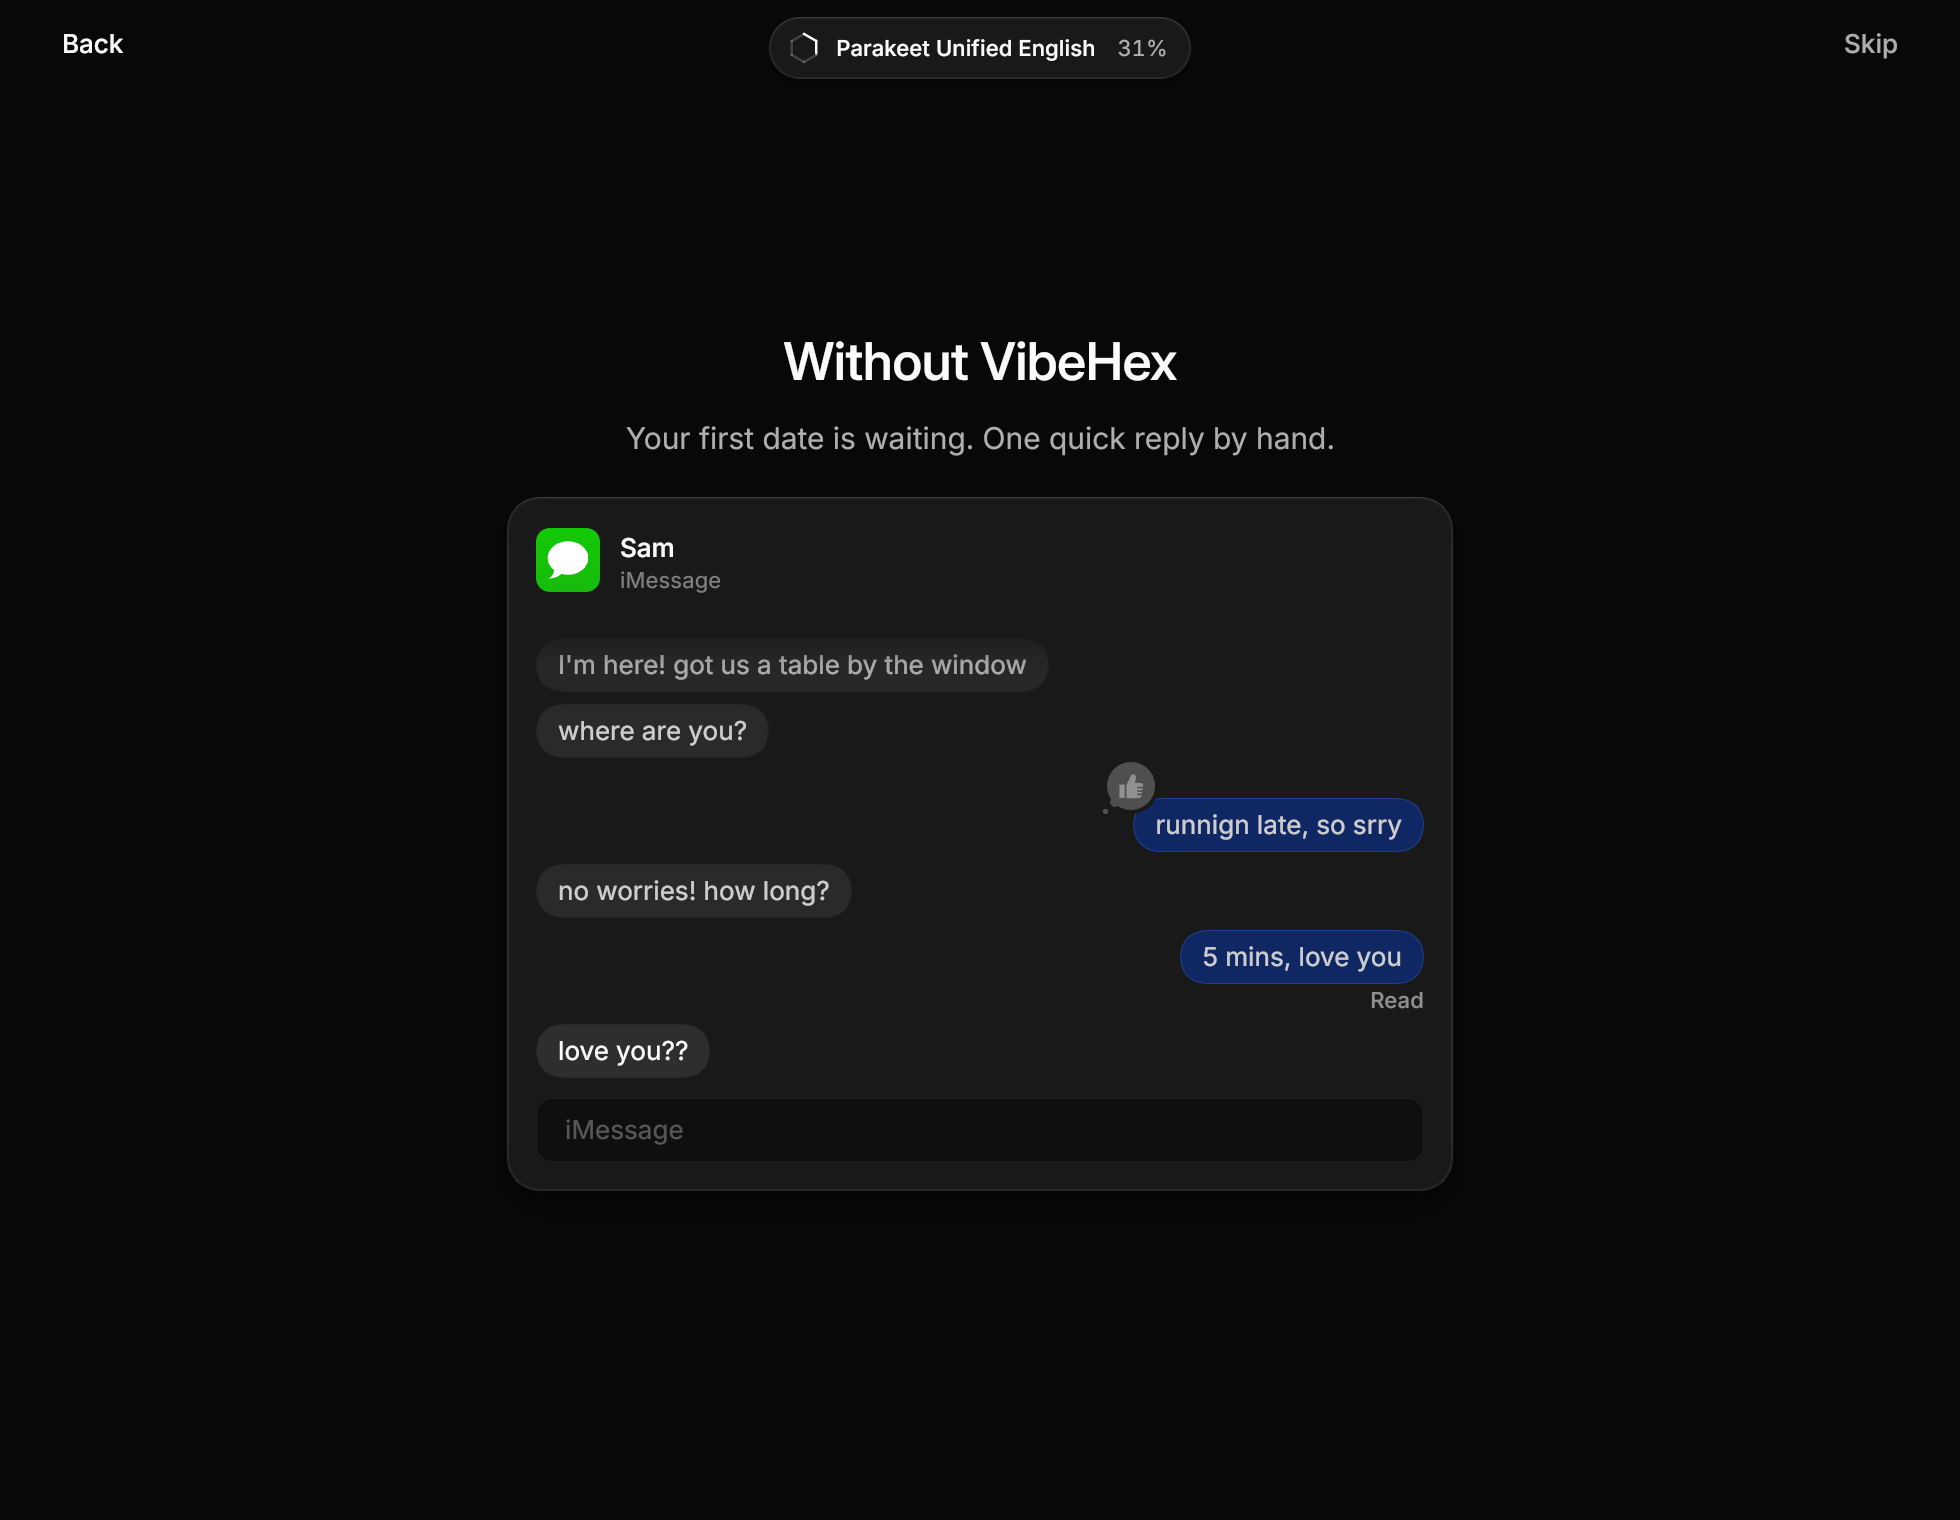 Back
Parakeet Unified English 31%
Skip
Without VibeHex
Your first date is waiting. One quick reply by hand.
Sam
iMessage
I'm here! got us a table by the window
where are you?
runnign late, so srry
no worries! how long?
5 mins, love you
Read
love you??
iMessage